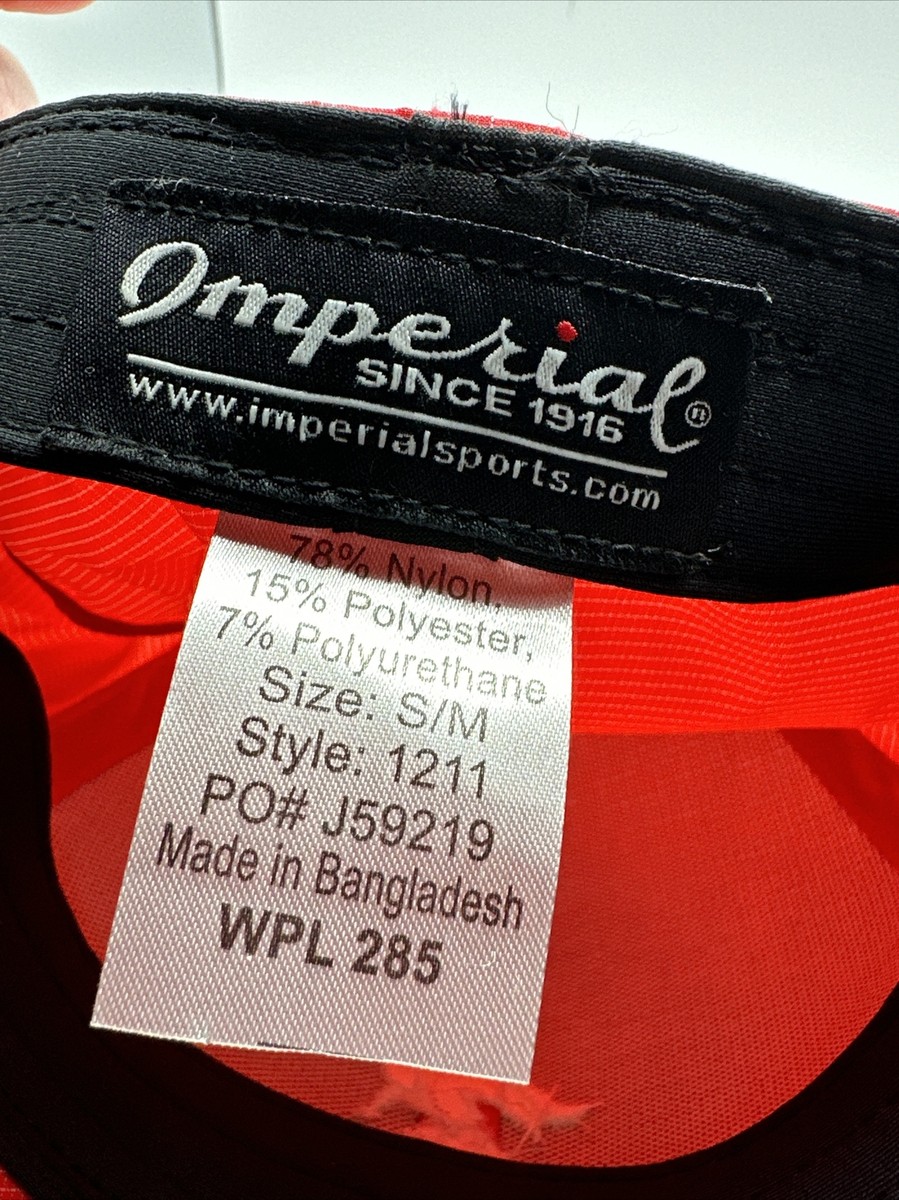 Imperial®
SINCE 1916
www.imperialsports.com
78% Nylon,
15% Polyester,
7% Polyurethane
Size: S/M
Style: 1211
PO# J59219
Made in Bangladesh
WPL 285